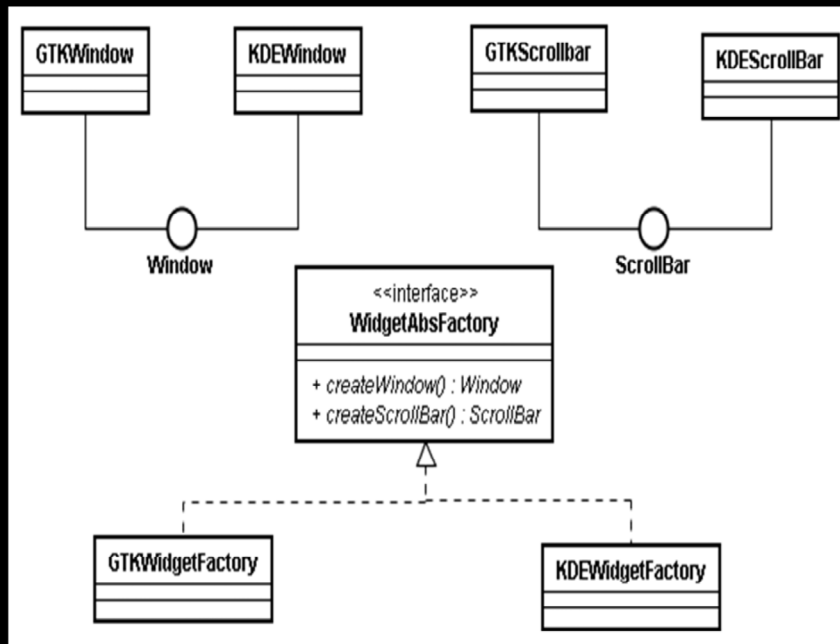 GTKWindow
KDEWindow
GTKScrollbar
KDEScrollBar
Window
ScrollBar
<<interface>>
WidgetAbsFactory
+ createWindow() : Window
+ createScrollBar() : ScrollBar
GTKWidgetFactory
KDEWidgetFactory